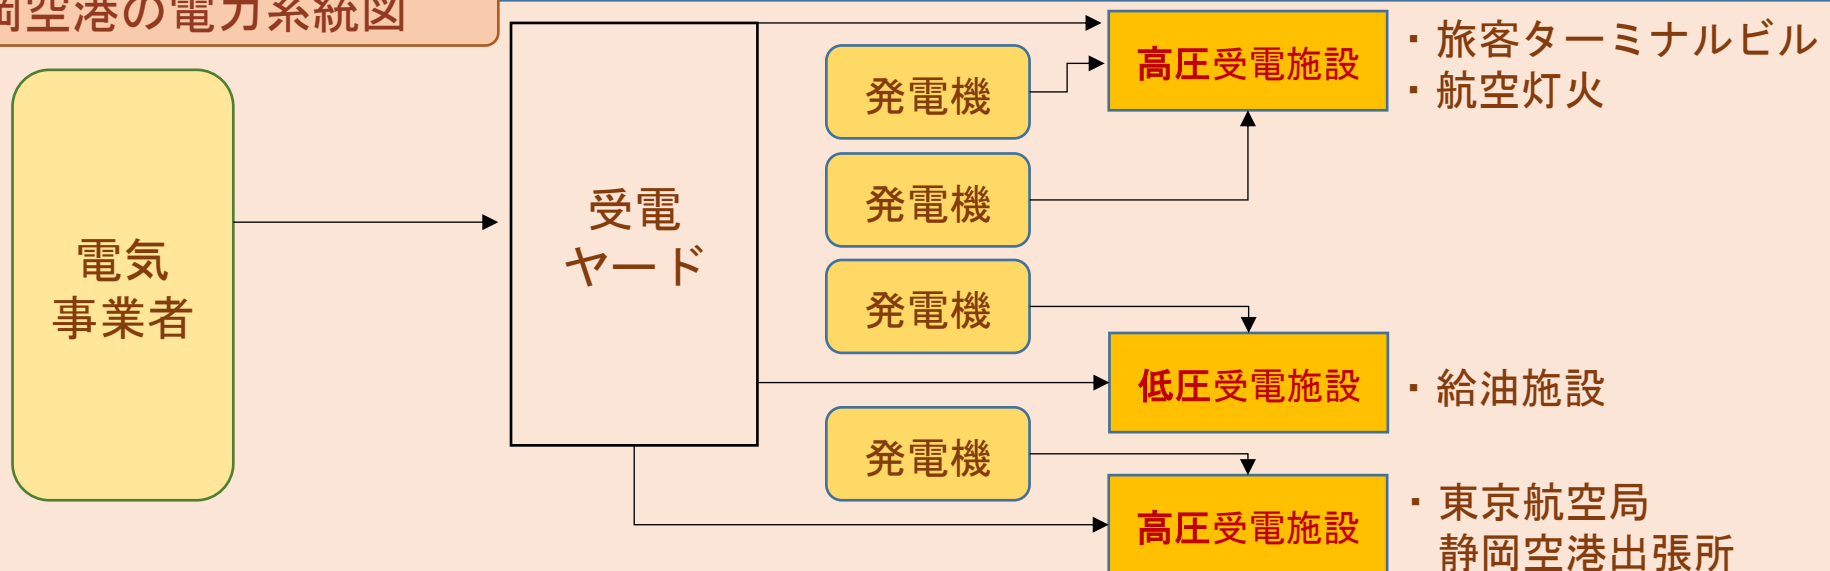 岡空港の電力系統図
電気
事業者
受電
ヤード
発電機
発電機
発電機
発電機
高圧受電施設
・旅客ターミナルビル
・航空灯火
低圧受電施設
・給油施設
高圧受電施設
・東京航空局
静岡空港出張所